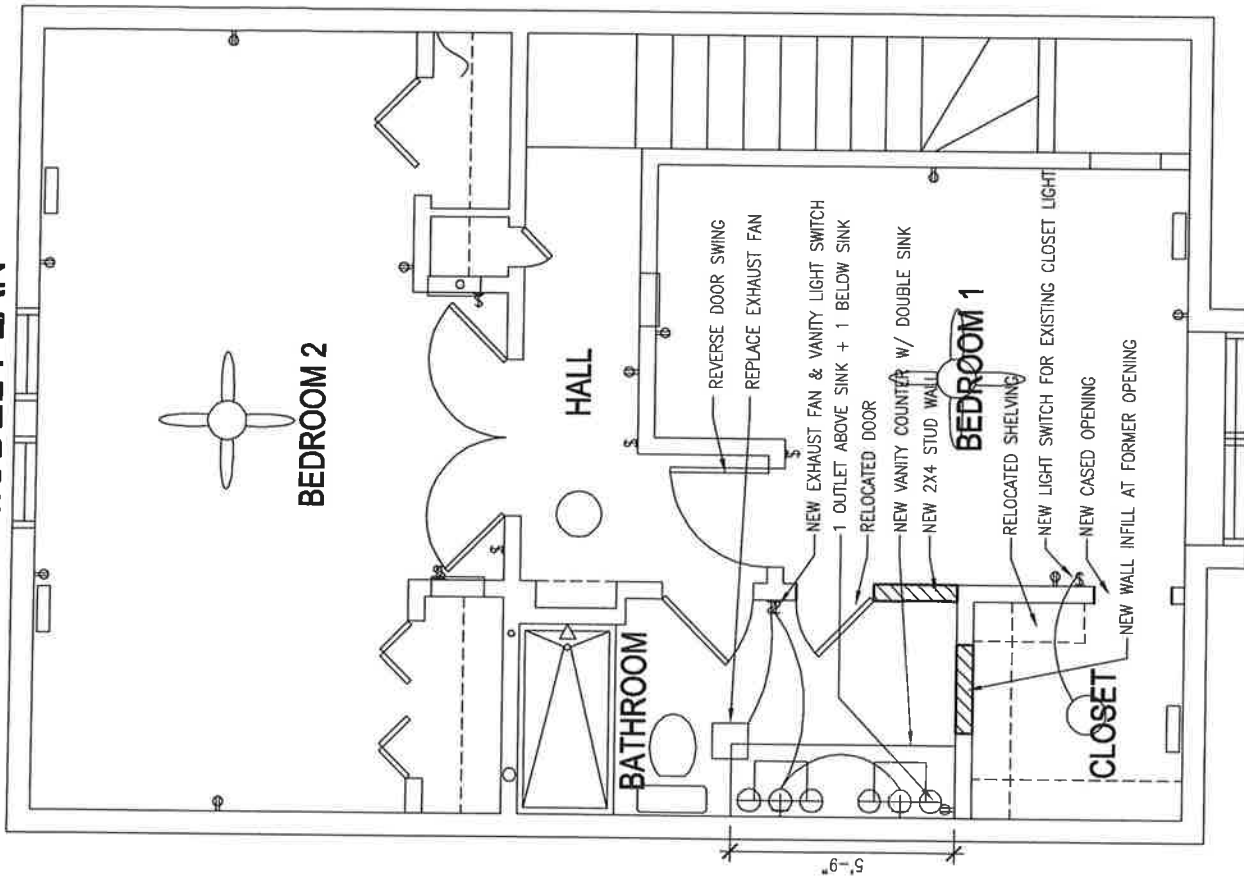 BEDROOM 2
HALL
REVERSE DOOR SWING
REPLACE EXHAUST FAN
BATHROOM
NEW EXHAUST FAN & VANITY LIGHT SWITCH
1 OUTLET ABOVE SINK + 1 BELOW SINK
RELOCATED DOOR
NEW VANITY COUNTER W/ DOUBLE SINK
NEW 2X4 STUD WALL
BEDROOM 1
RELOCATED SHELVING
NEW LIGHT SWITCH FOR EXISTING CLOSET LIGHT
NEW CASED OPENING
NEW WALL INFILL AT FORMER OPENING
CLOSET
5'-9"